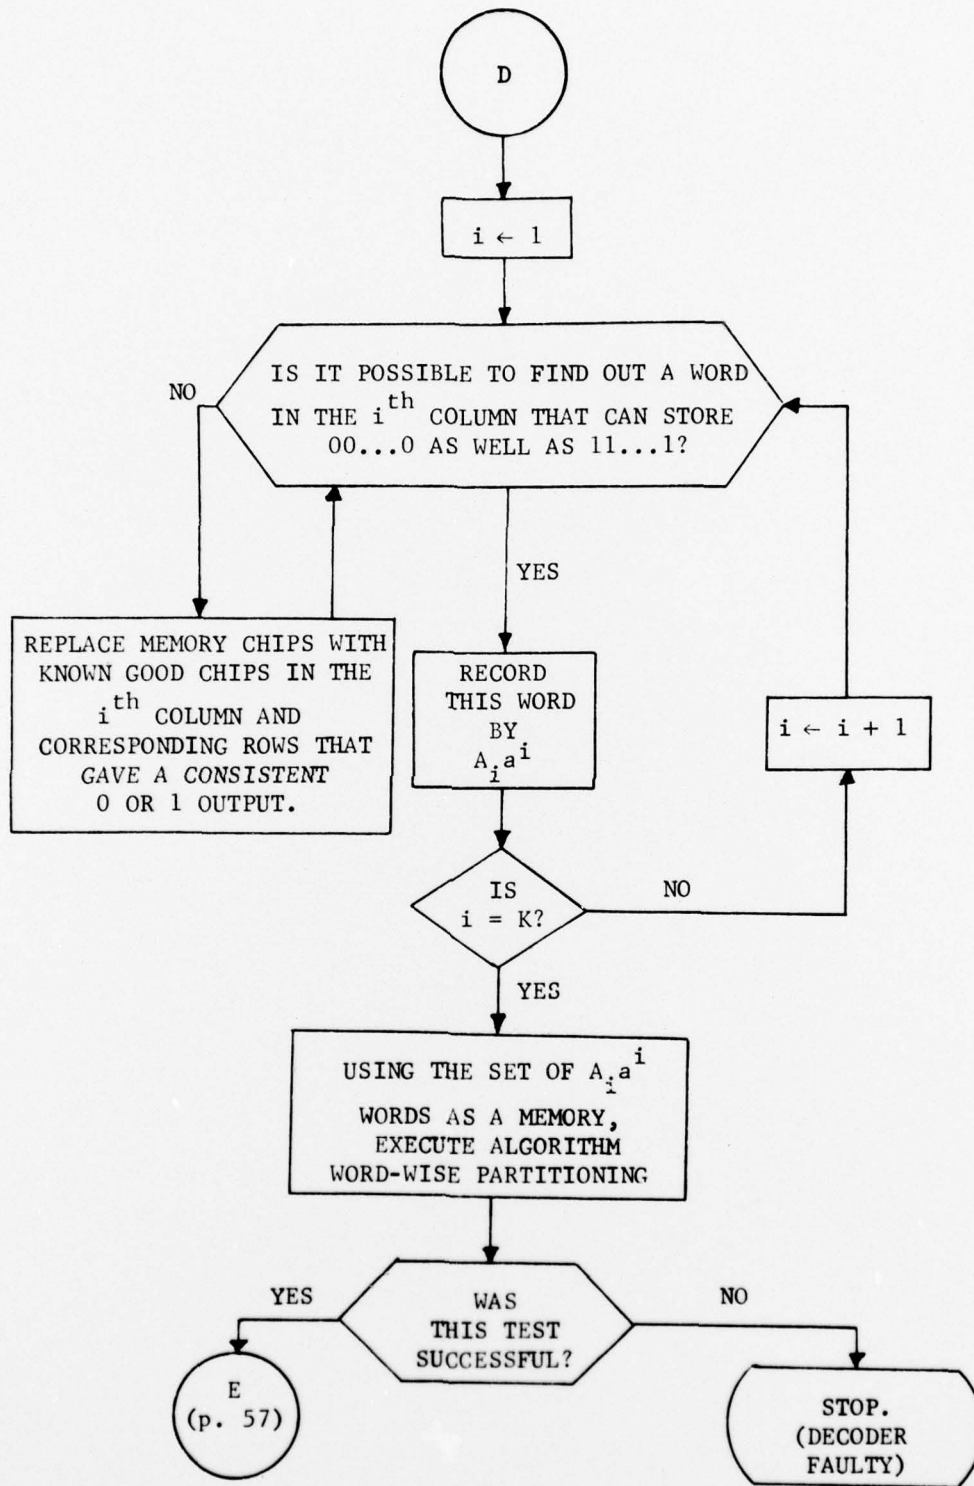 D
i ← 1
IS IT POSSIBLE TO FIND OUT A WORD
IN THE iᵗʰ COLUMN THAT CAN STORE
00...0 AS WELL AS 11...1?
NO
YES
REPLACE MEMORY CHIPS WITH
KNOWN GOOD CHIPS IN THE
iᵗʰ COLUMN AND
CORRESPONDING ROWS THAT
GAVE A CONSISTENT
0 OR 1 OUTPUT.
RECORD
THIS WORD
BY
Aᵢaⁱ
i ← i + 1
IS
i = K?
NO
YES
USING THE SET OF Aᵢaⁱ
WORDS AS A MEMORY,
EXECUTE ALGORITHM
WORD-WISE PARTITIONING
WAS
THIS TEST
SUCCESSFUL?
YES
NO
E
(p. 57)
STOP.
(DECODER
FAULTY)